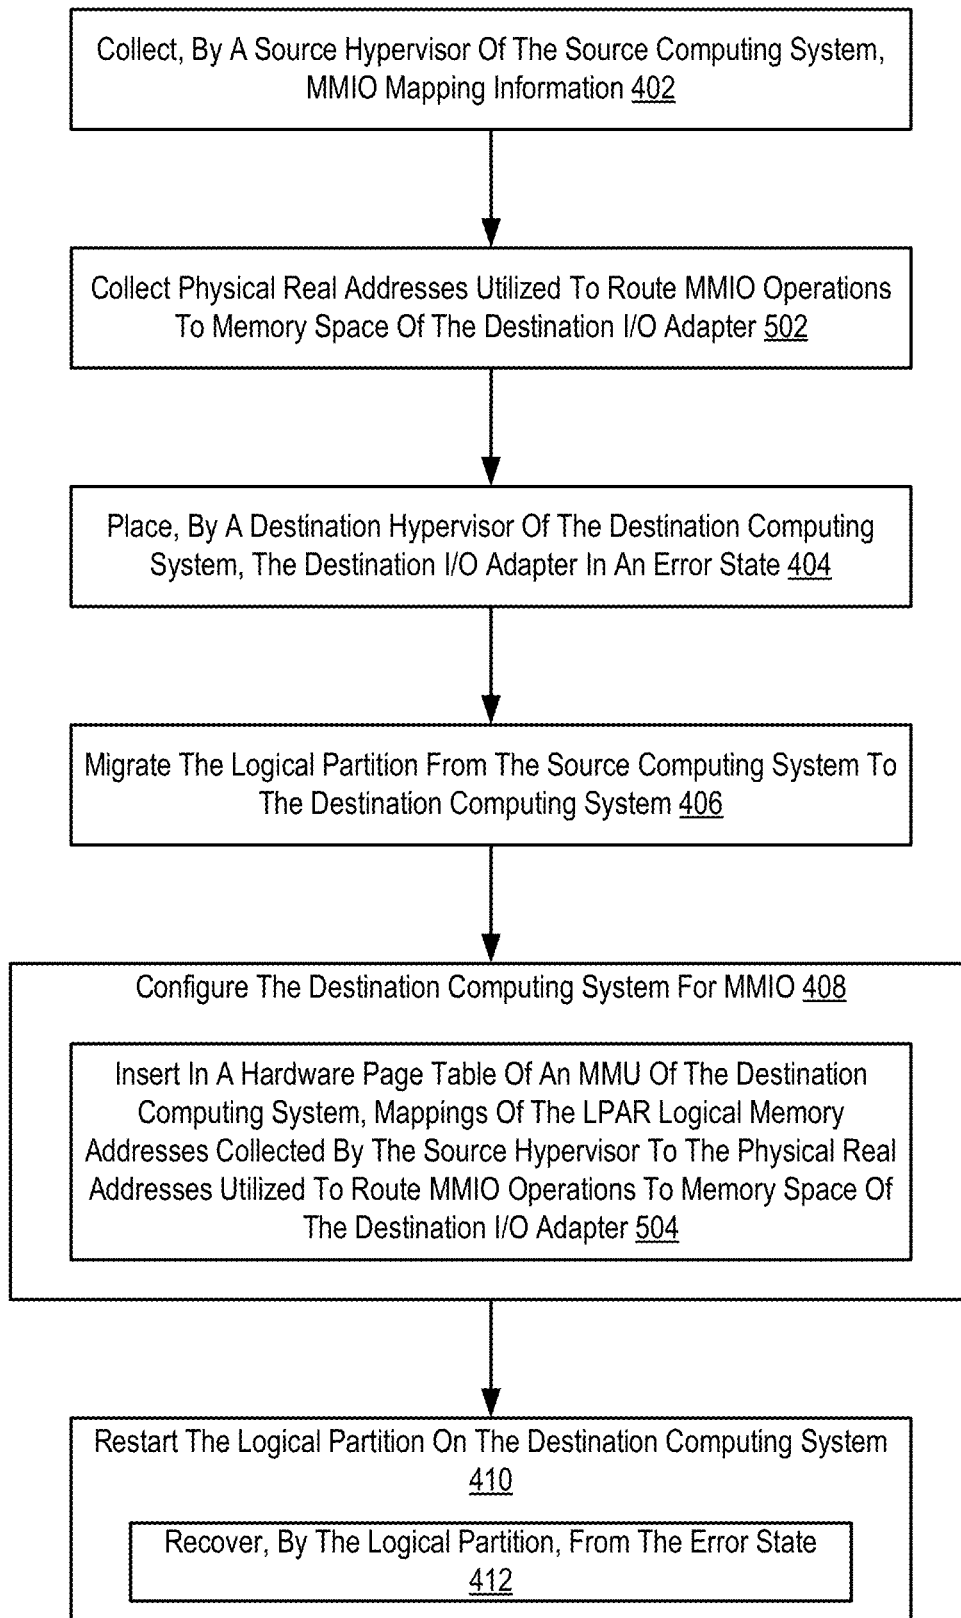 Collect, By A Source Hypervisor Of The Source Computing System,
MMIO Mapping Information 402
Collect Physical Real Addresses Utilized To Route MMIO Operations
To Memory Space Of The Destination I/O Adapter 502
Place, By A Destination Hypervisor Of The Destination Computing
System, The Destination I/O Adapter In An Error State 404
Migrate The Logical Partition From The Source Computing System To
The Destination Computing System 406
Configure The Destination Computing System For MMIO 408
Insert In A Hardware Page Table Of An MMU Of The Destination
Computing System, Mappings Of The LPAR Logical Memory
Addresses Collected By The Source Hypervisor To The Physical Real
Addresses Utilized To Route MMIO Operations To Memory Space Of
The Destination I/O Adapter 504
Restart The Logical Partition On The Destination Computing System
410
Recover, By The Logical Partition, From The Error State
412